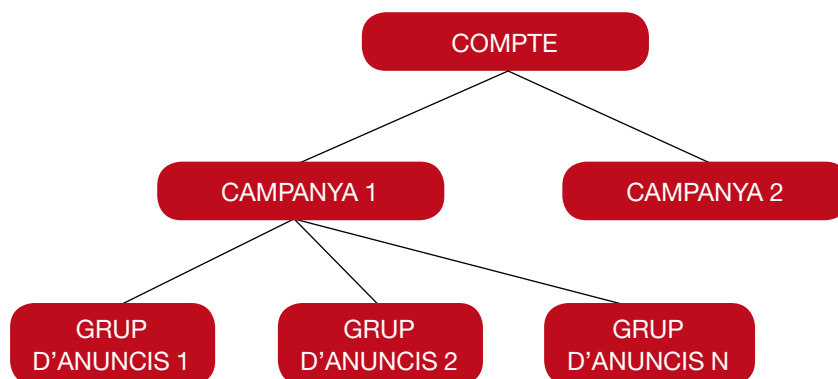 COMPTE
CAMPANYA 1
CAMPANYA 2
GRUP
D’ANUNCIS 1
GRUP
D’ANUNCIS 2
GRUP
D’ANUNCIS N